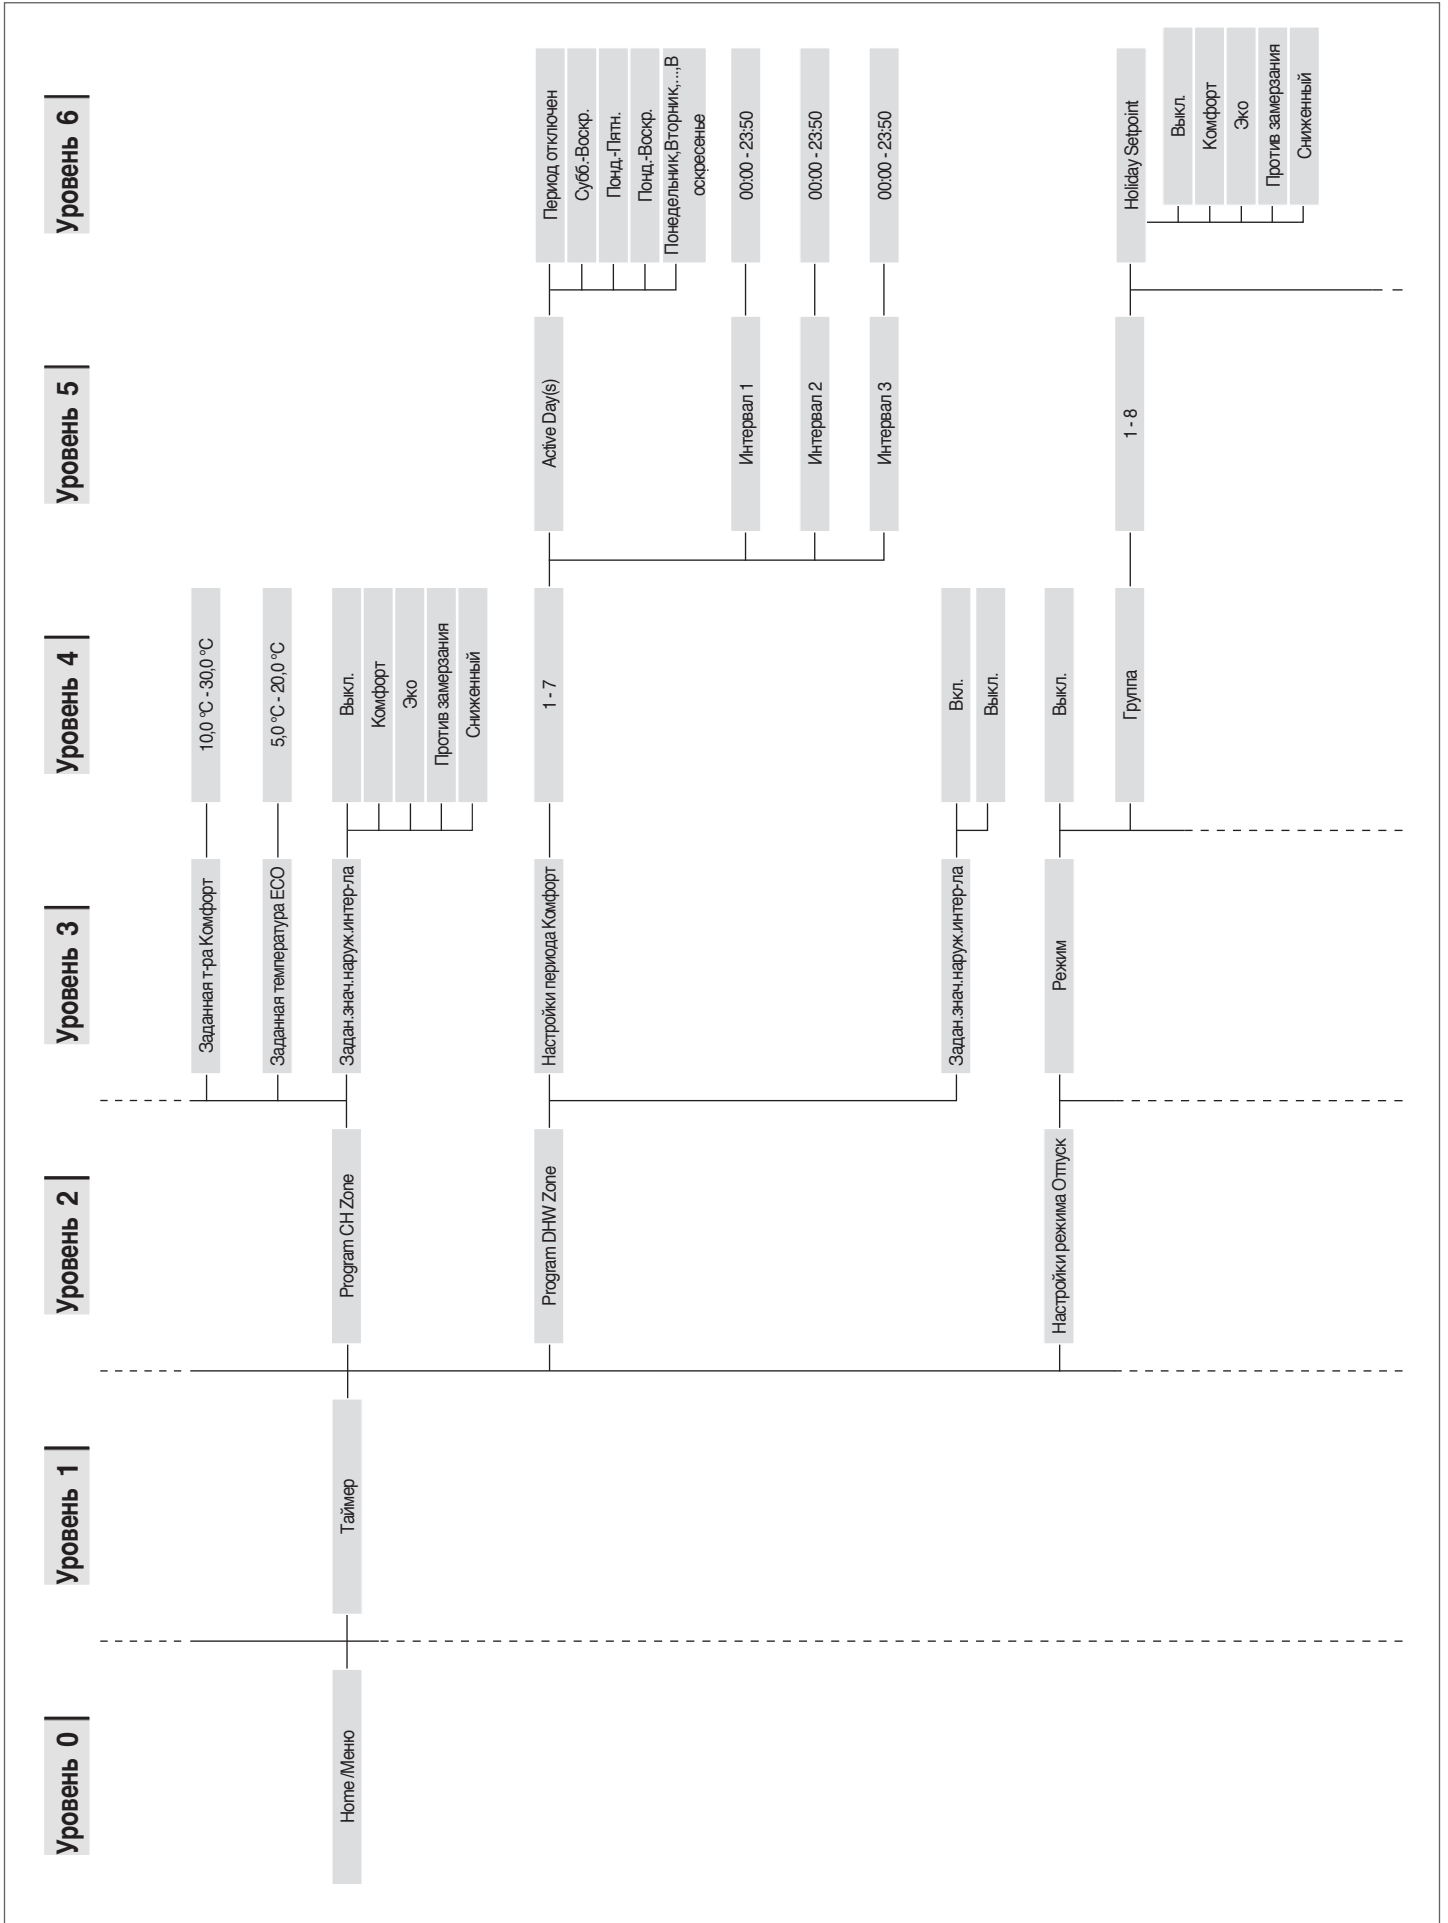 Уровень 0
Уровень 1
Уровень 2
Уровень 3
Уровень 4
Уровень 5
Уровень 6
Заданная т-ра Комфорт
10,0 °C - 30,0 °C
Заданная температура ECO
5,0 °C - 20,0 °C
Home /Меню
Таймер
Program CH Zone
Задан.знач.наруж.интер-ла
Выкл.
Комфорт
Эко
Против замерзания
Сниженный
Program DHW Zone
Настройки периода Комфорт
1 - 7
Active Day(s)
Период отключен
Субб.-Воскр.
Понд.-Пятн.
Понд.-Воскр.
Понедельник,Вторник,...,В
оскресенье
Интервал 1
00:00 - 23:50
Интервал 2
00:00 - 23:50
Интервал 3
00:00 - 23:50
Задан.знач.наруж.интер-ла
Вкл.
Выкл.
Настройки режима Отпуск
Режим
Выкл.
Группа
1 - 8
Holiday Setpoint
Выкл.
Комфорт
Эко
Против замерзания
Сниженный